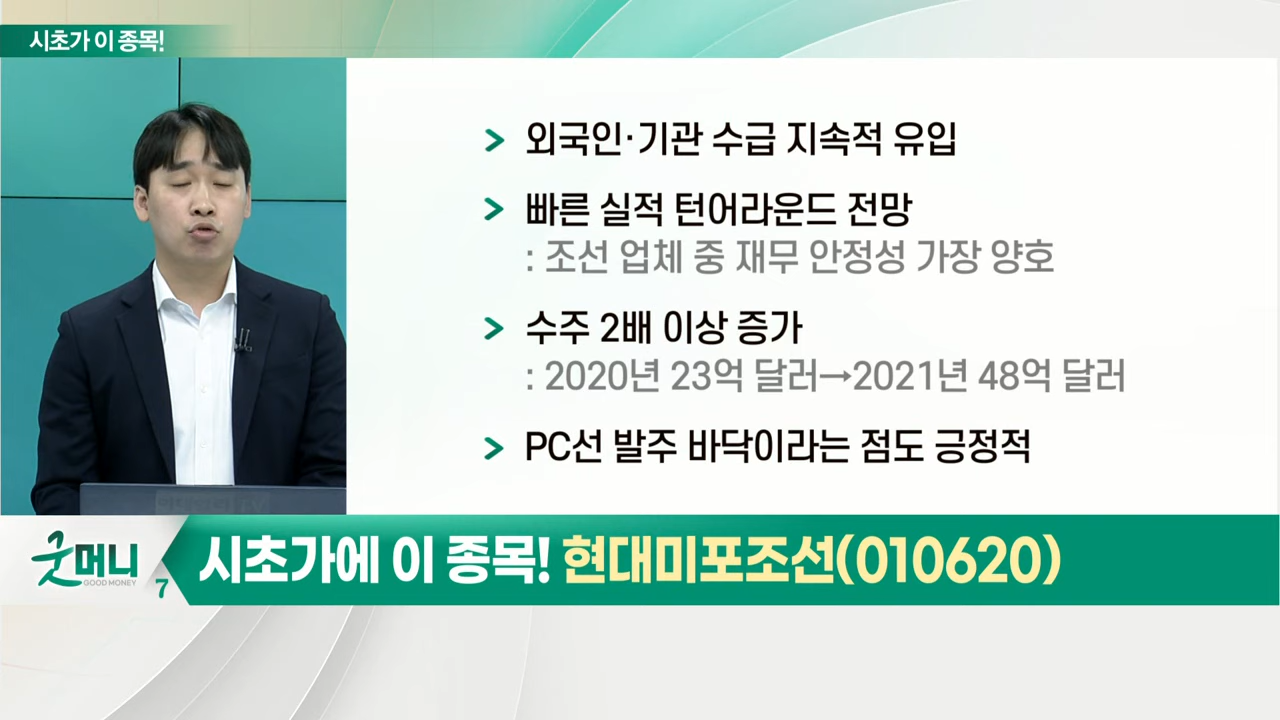 시초가 이 종목!
> 외국인·기관 수급 지속적 유입
> 빠른 실적 턴어라운드 전망
: 조선 업체 중 재무 안정성 가장 양호
> 수주 2배 이상 증가
: 2020년 23억 달러→2021년 48억 달러
> PC선 발주 바닥이라는 점도 긍정적
굿머니
GOOD MONEY
7
시초가에 이 종목! 현대미포조선(010620)